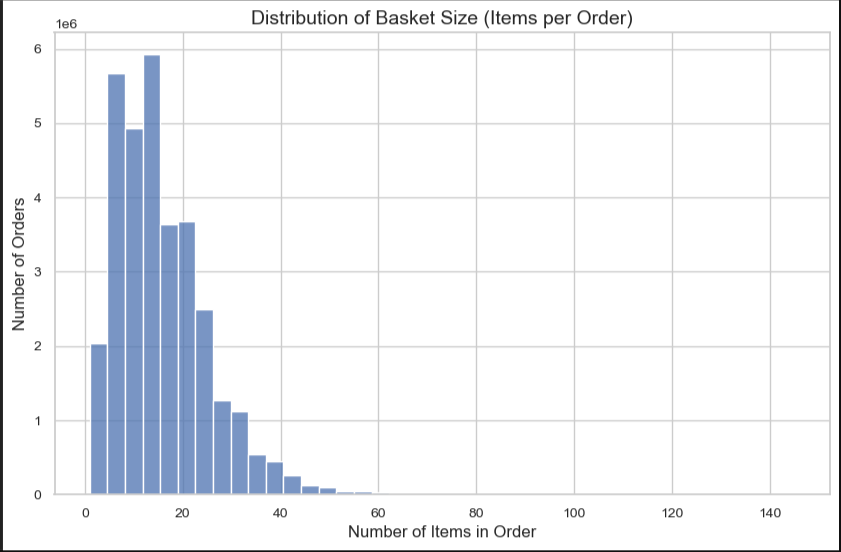 Distribution of Basket Size (Items per Order)
1e6
6
5
4
3
2
1
0
Number of Orders
0 20 40 60 80 100 120 140
Number of Items in Order